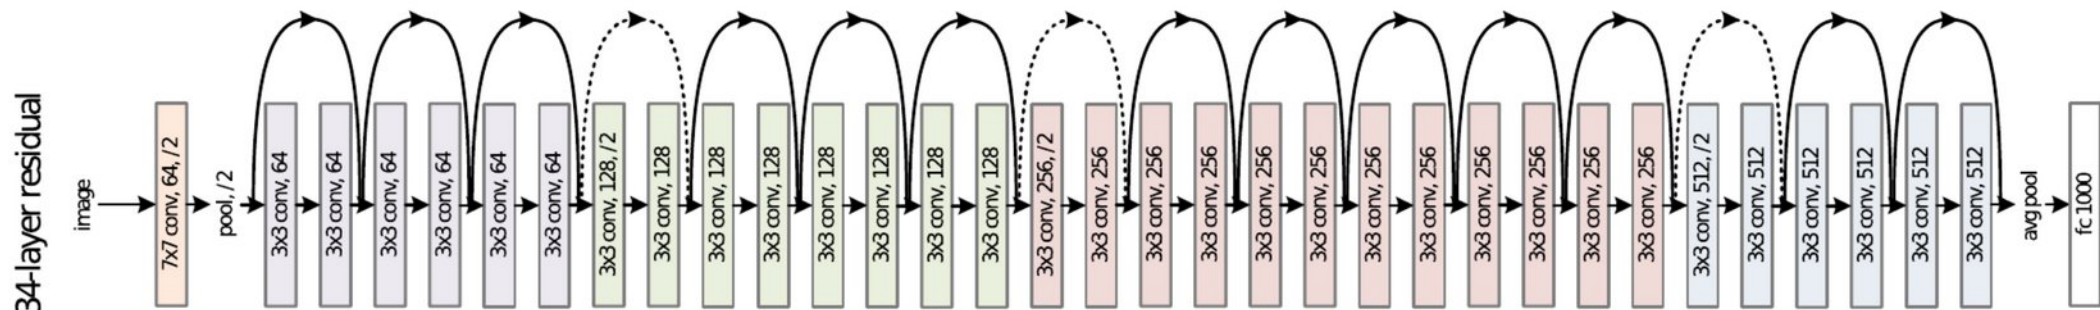 34-layer residual
image
7x7 conv, 64, /2
pool, /2
3x3 conv, 64
3x3 conv, 64
3x3 conv, 64
3x3 conv, 64
3x3 conv, 64
3x3 conv, 64
3x3 conv, 128, /2
3x3 conv, 128
3x3 conv, 128
3x3 conv, 128
3x3 conv, 128
3x3 conv, 128
3x3 conv, 128
3x3 conv, 128
3x3 conv, 256, /2
3x3 conv, 256
3x3 conv, 256
3x3 conv, 256
3x3 conv, 256
3x3 conv, 256
3x3 conv, 256
3x3 conv, 256
3x3 conv, 256
3x3 conv, 256
3x3 conv, 256
3x3 conv, 256
3x3 conv, 512, /2
3x3 conv, 512
3x3 conv, 512
3x3 conv, 512
3x3 conv, 512
3x3 conv, 512
avg pool
fc 1000